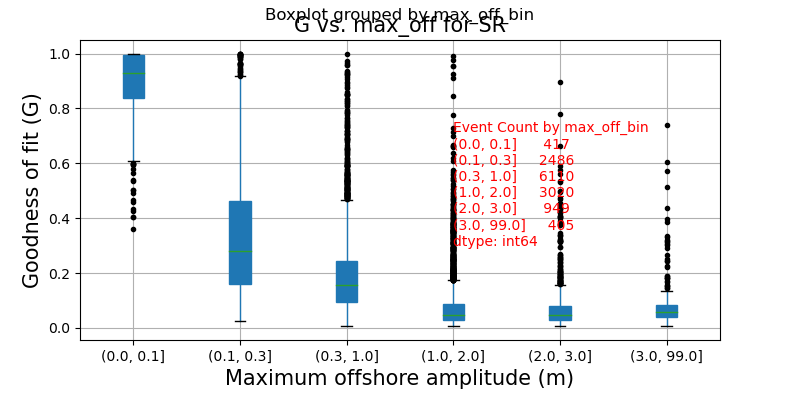 Boxplot grouped by max_off_bin
G vs. max_off for SR
Goodness of fit (G)
1.0
0.8
0.6
0.4
0.2
0.0
Event Count by max_off_bin
(0.0, 0.1] 417
(0.1, 0.3] 2486
(0.3, 1.0]
(1.0, 2.0]
(2.0, 3.0] 949
(3.0, 99.0]
dtype: int64
(0.0, 0.1] (0.1, 0.3] (0.3, 1.0] (1.0, 2.0] (2.0, 3.0] (3.0, 99.0]
Maximum offshore amplitude (m)